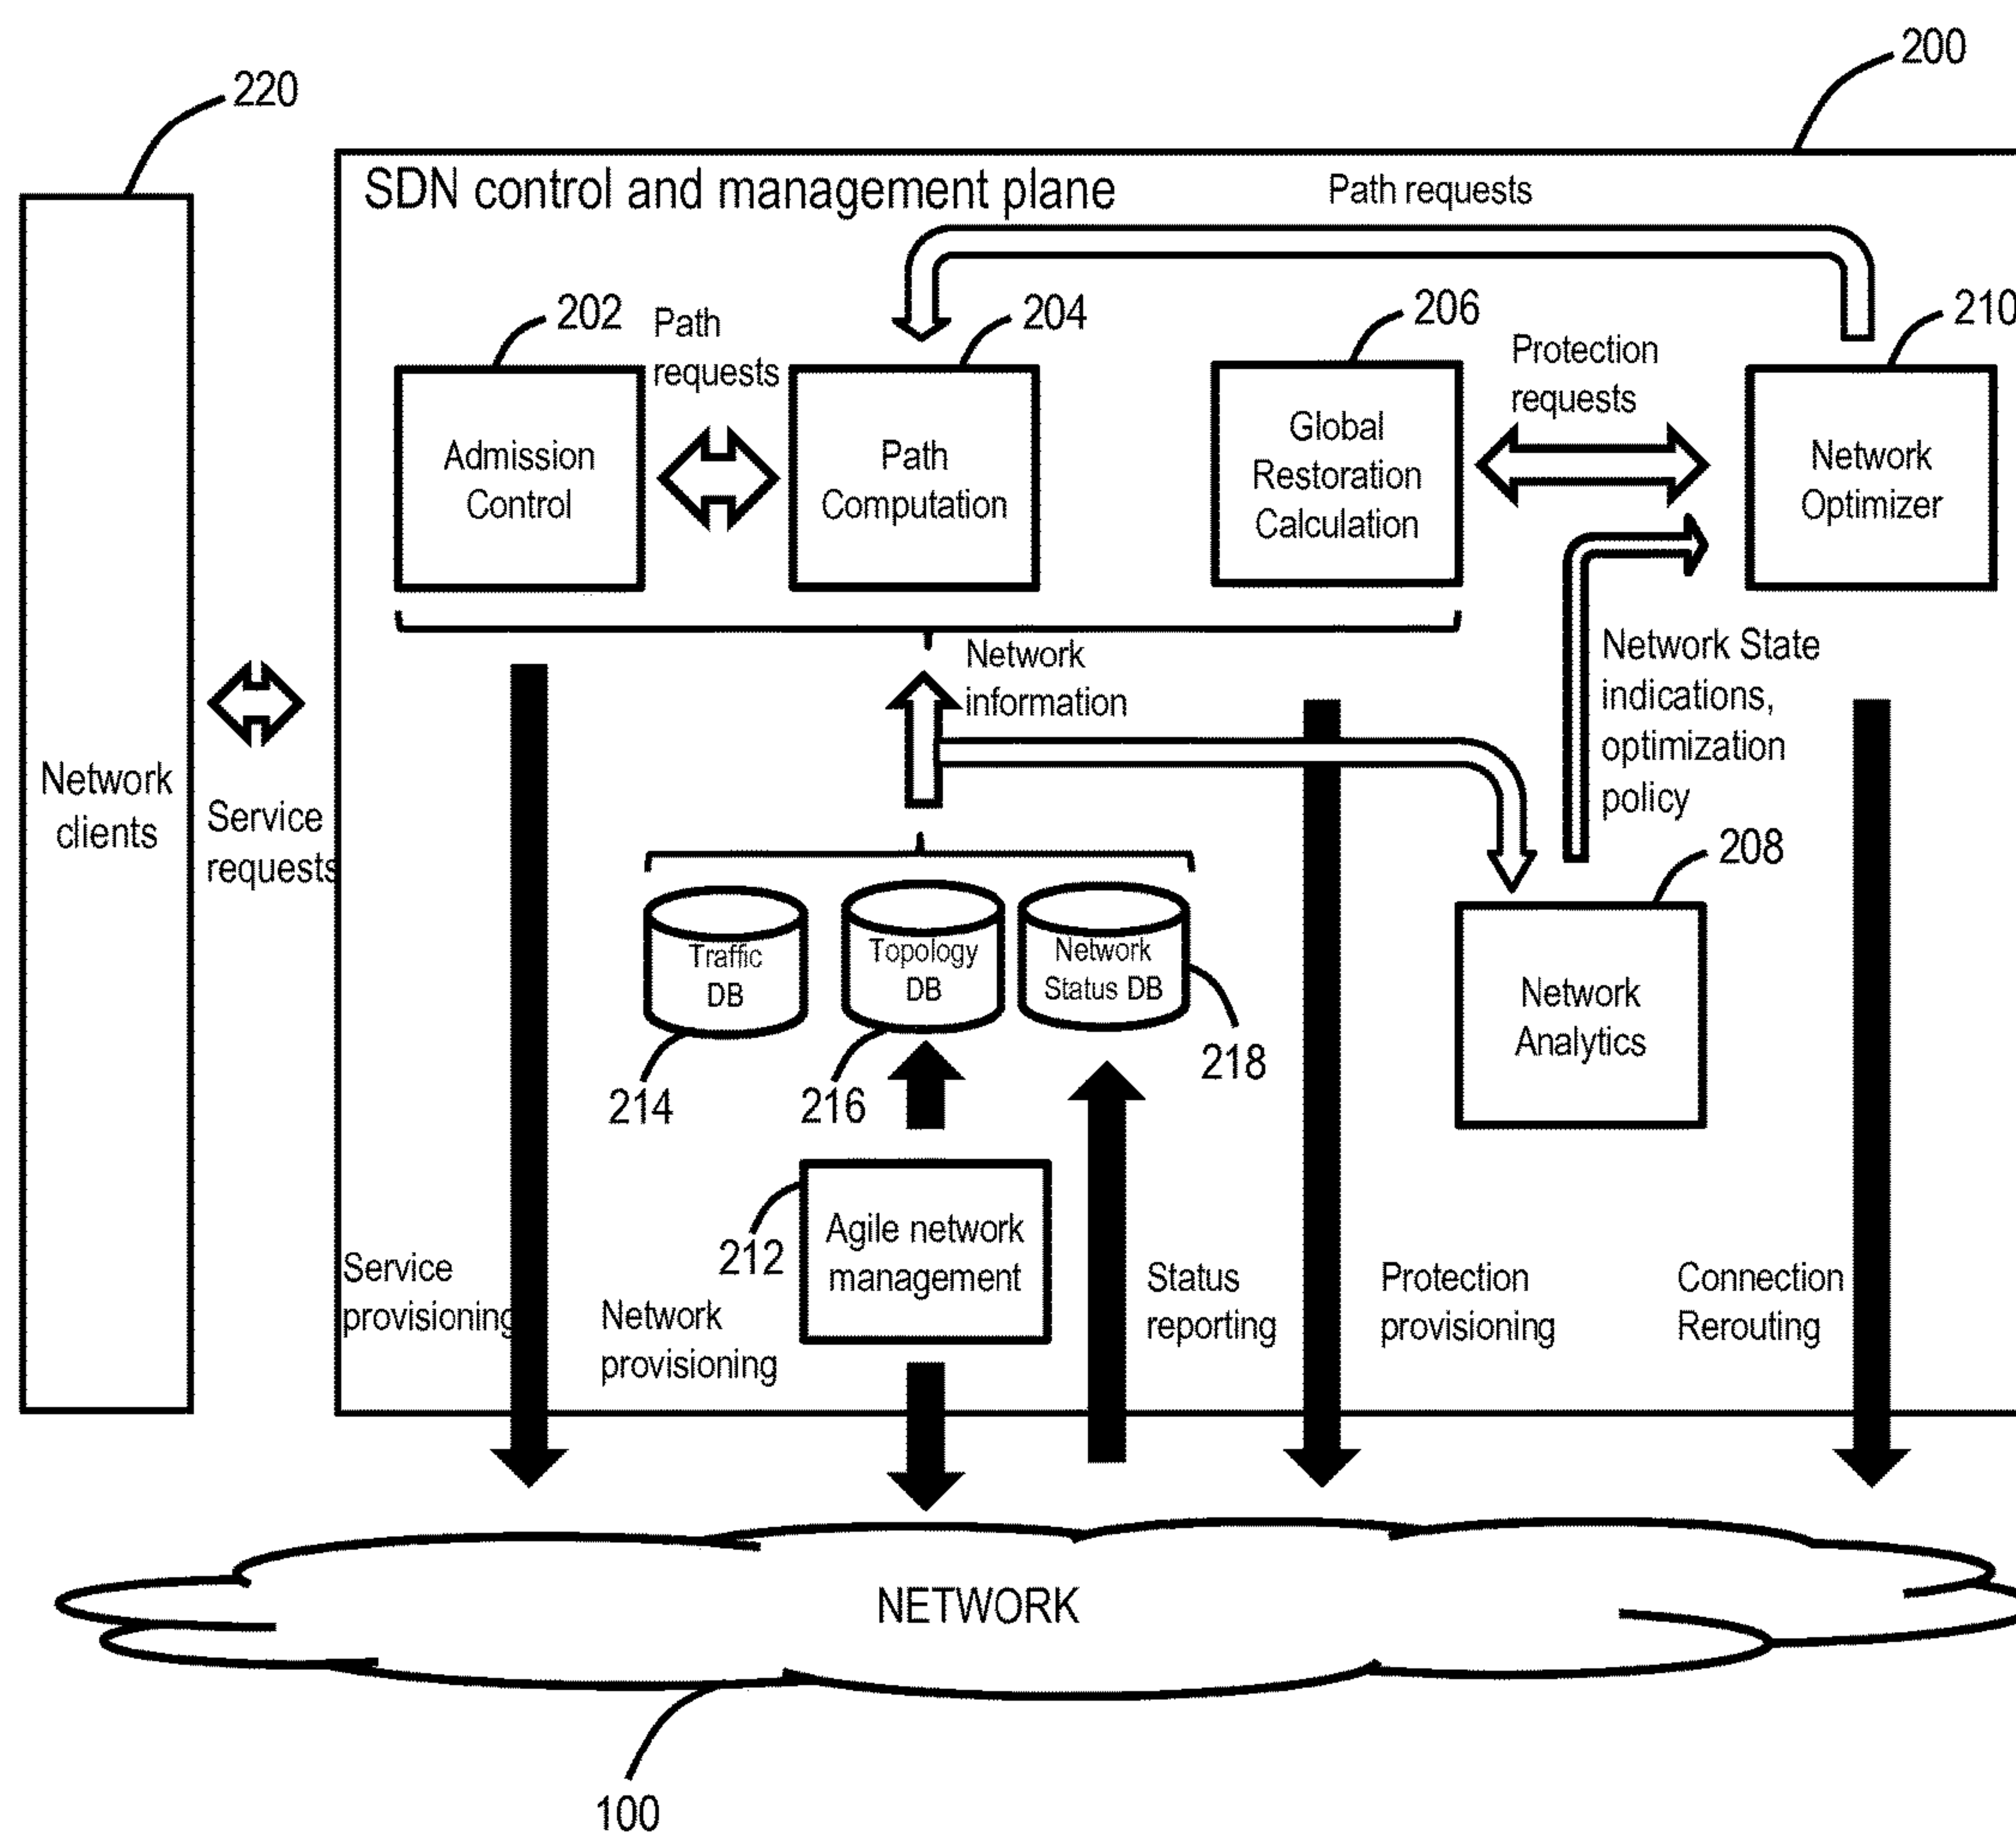 200
220
SDN control and management plane
Path requests
202
Path
requests
204
206
Protection
requests
210
Admission
Control
Path
Computation
Global
Restoration
Calculation
Network
Optimizer
Network
information
Network State
indications,
optimization
policy
Network
clients
Service
requests
208
Traffic
DB
Topology
DB
Network
Status DB
Network
Analytics
214
216
218
212
Agile network
management
Service
provisioning
Network
provisioning
Status
reporting
Protection
provisioning
Connection
Rerouting
NETWORK
100